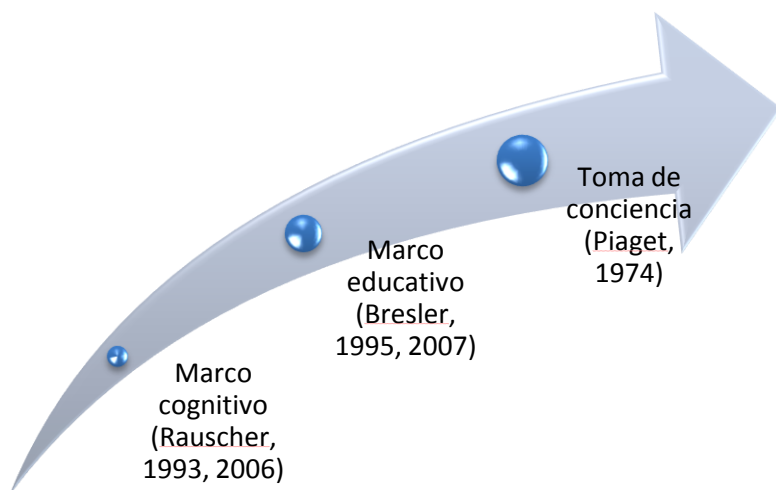 Marco
cognitivo
(Rauscher,
1993, 2006)
Marco
educativo
(Bresler,
1995, 2007)
Toma de
conciencia
(Piaget,
1974)